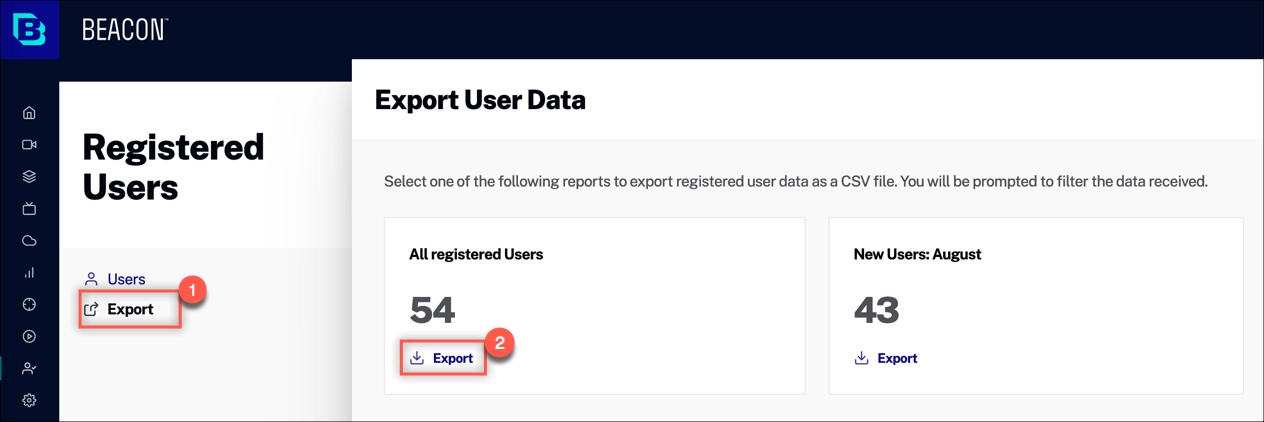 BEACON™
Export User Data
Registered
Users
Select one of the following reports to export registered user data as a CSV file. You will be prompted to filter the data received.
All registered Users
New Users: August
Users
1
54
43
Export
2
Export
Export